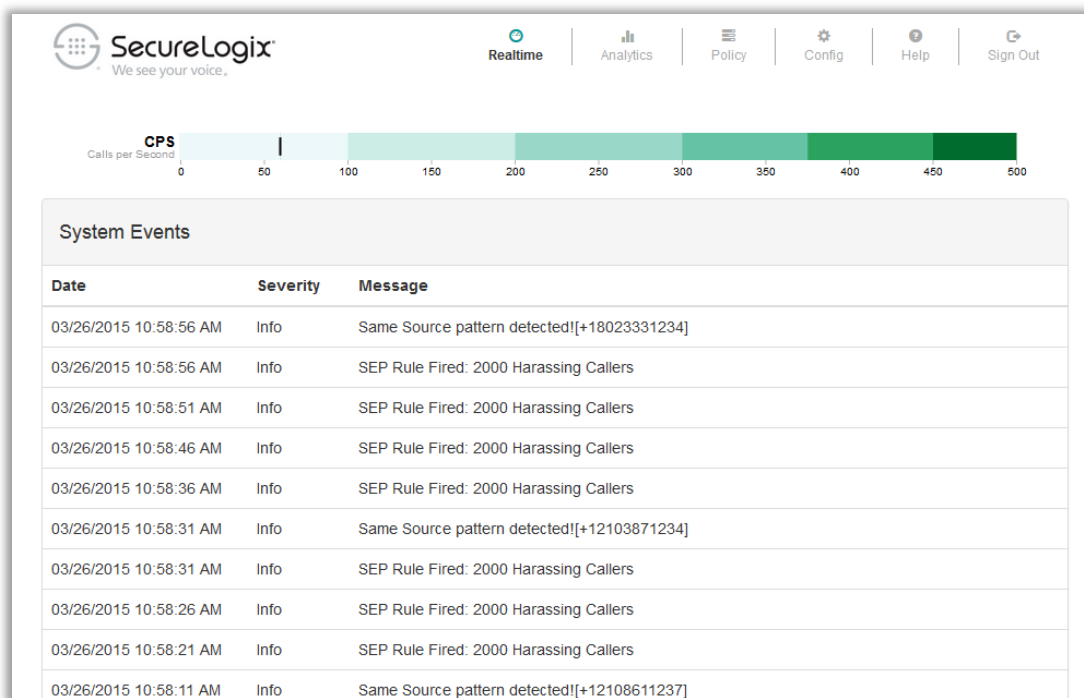 SecureLogix
We see your voice.
Realtime Analytics Policy Config Help Sign Out
CPS
Calls per Second
0 50 100 150 200 250 300 350 400 450 500
System Events
Date Severity Message
03/26/2015 10:58:56 AM Info Same Source pattern detected![+18023331234]
03/26/2015 10:58:56 AM Info SEP Rule Fired: 2000 Harassing Callers
03/26/2015 10:58:51 AM Info SEP Rule Fired: 2000 Harassing Callers
03/26/2015 10:58:46 AM Info SEP Rule Fired: 2000 Harassing Callers
03/26/2015 10:58:36 AM Info SEP Rule Fired: 2000 Harassing Callers
03/26/2015 10:58:31 AM Info Same Source pattern detected![+12103871234]
03/26/2015 10:58:31 AM Info SEP Rule Fired: 2000 Harassing Callers
03/26/2015 10:58:26 AM Info SEP Rule Fired: 2000 Harassing Callers
03/26/2015 10:58:21 AM Info SEP Rule Fired: 2000 Harassing Callers
03/26/2015 10:58:11 AM Info Same Source pattern detected![+12108611237]